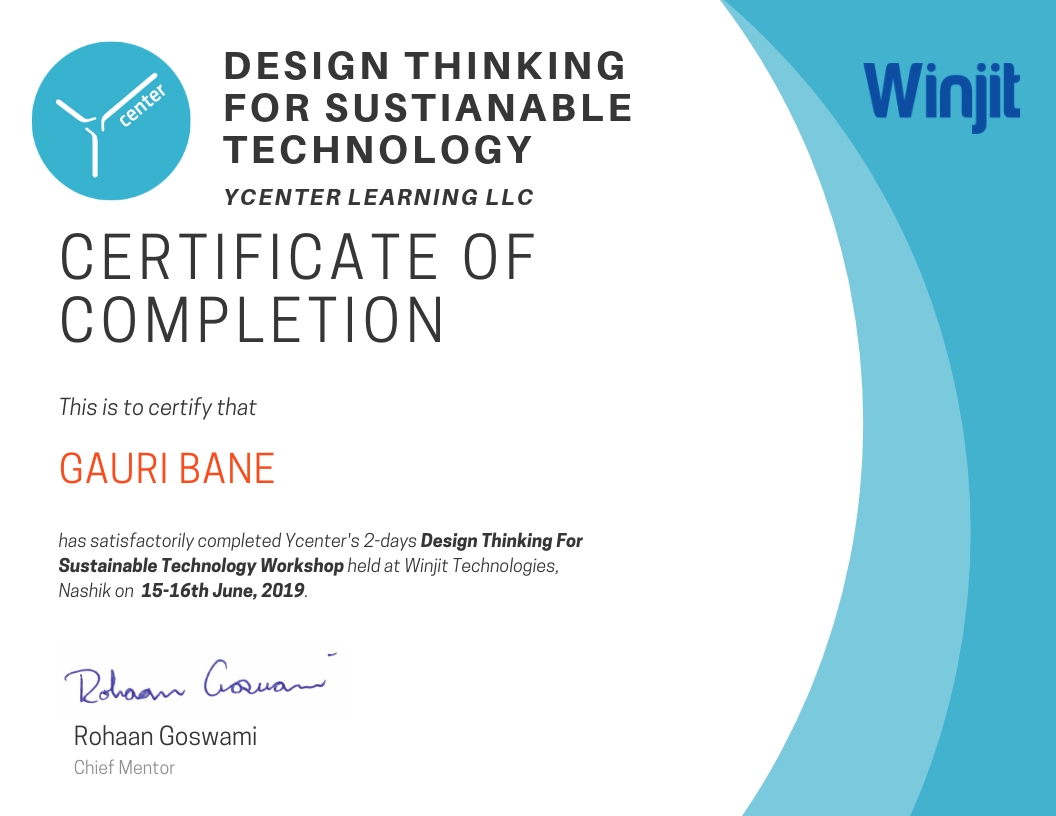 center
DESIGN THINKING
FOR SUSTIANABLE
TECHNOLOGY
YCENTER LEARNING LLC
Winjit
CERTIFICATE OF
COMPLETION
This is to certify that
GAURI BANE
has satisfactorily completed Ycenter's 2-days Design Thinking For
Sustainable Technology Workshop held at Winjit Technologies,
Nashik on 15-16th June, 2019.
Rohaan Goswami
Rohaan Goswami
Chief Mentor